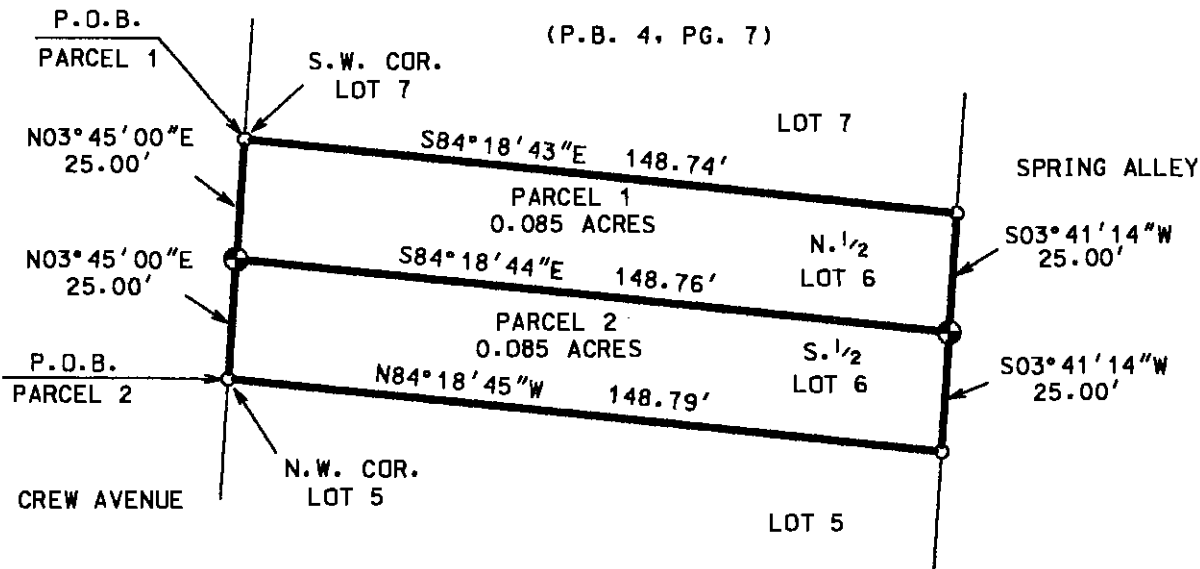 P.O.B.
PARCEL 1
(P.B. 4, PG. 7)
S.W. COR.
LOT 7
LOT 7
N03°45'00"E
25.00'
S84°18'43"E 148.74'
SPRING ALLEY
PARCEL 1
0.085 ACRES
N.1/2
LOT 6
S03°41'14"W
25.00'
N03°45'00"E
25.00'
S84°18'44"E 148.76'
PARCEL 2
0.085 ACRES
S.1/2
LOT 6
S03°41'14"W
25.00'
P.O.B.
PARCEL 2
N84°18'45"W 148.79'
N.W. COR.
LOT 5
CREW AVENUE
LOT 5